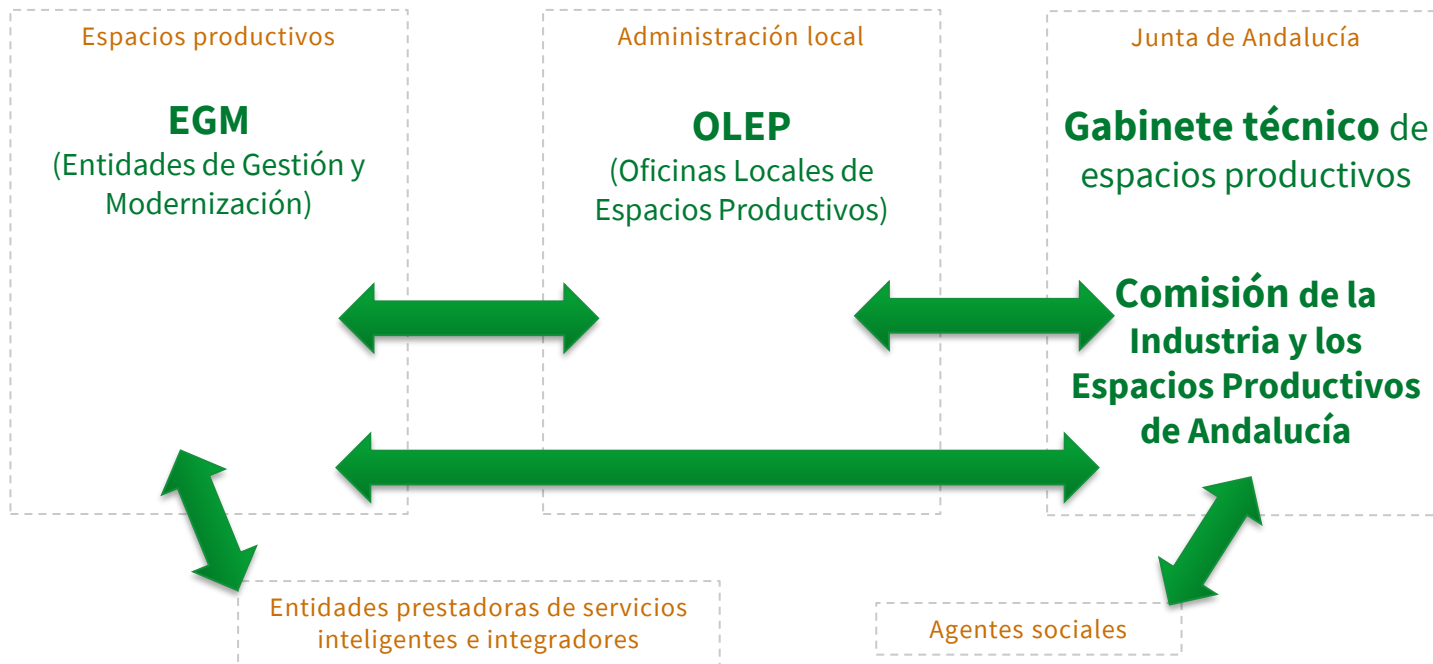 Espacios productivos
EGM
(Entidades de Gestión y
Modernización)
Administración local
OLEP
(Oficinas Locales de
Espacios Productivos)
Junta de Andalucía
Gabinete técnico de
espacios productivos
Comisión de la
Industria y los
Espacios Productivos
de Andalucía
Entidades prestadoras de servicios
inteligentes e integradores
Agentes sociales